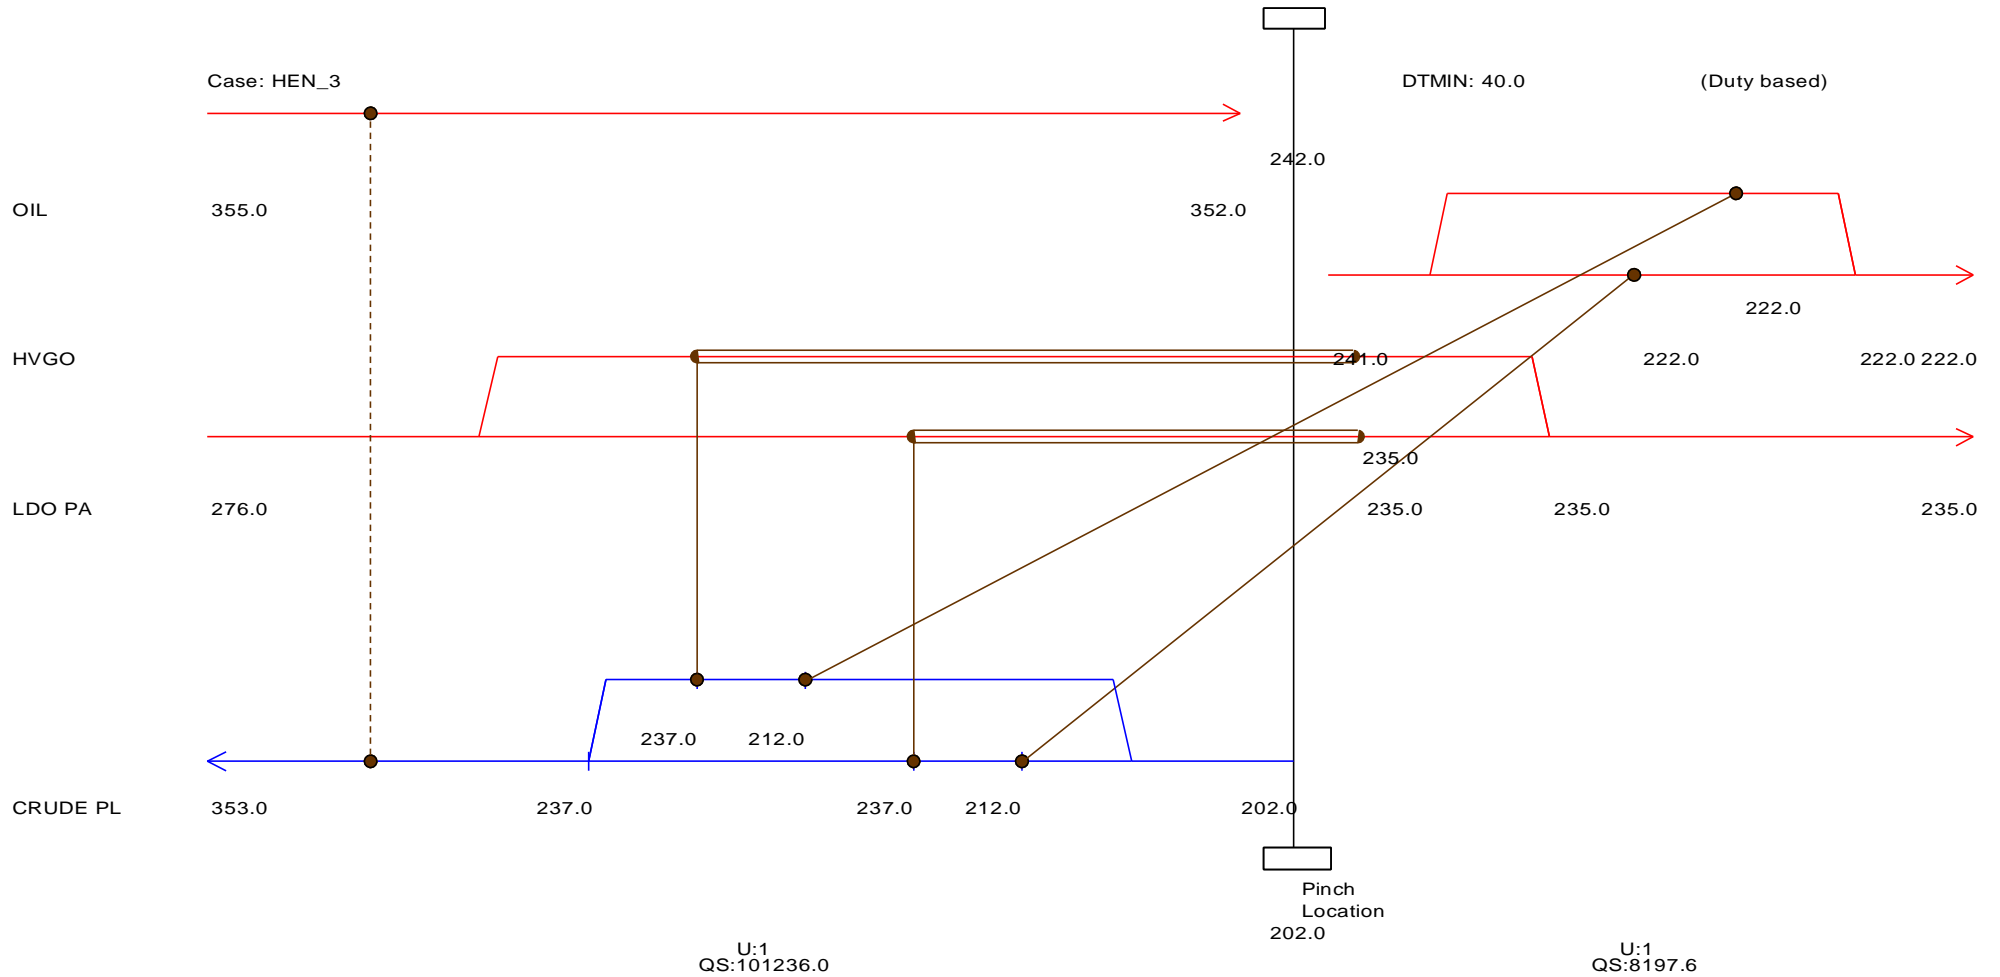 Case: HEN_3
DTMIN: 40.0
(Duty based)
242.0
OIL
355.0
352.0
222.0
HVGO
241.0
222.0
222.0
222.0
235.0
LDO PA
276.0
235.0
235.0
235.0
237.0
212.0
CRUDE PL
353.0
237.0
237.0
212.0
202.0
Pinch
Location
202.0
U:1
QS:101236.0
U:1
QS:8197.6